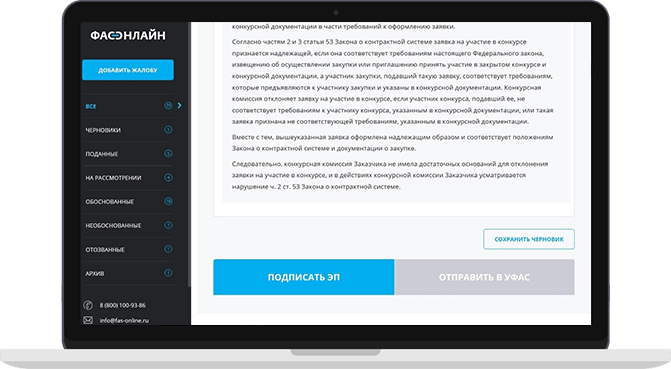 ФАС ОНЛАЙН
ДОБАВИТЬ ЖАЛОБУ
ВСЕ
ЧЕРНОВИКИ 1
ПОДАННЫЕ 5
НА РАССМОТРЕНИИ 4
ОБОСНОВАННЫЕ
НЕОБОСНОВАННЫЕ 7
ОТОЗВАННЫЕ 1
АРХИВ 1
8 (800) 100-93-86
info@fas-online.ru
конкурсной документации в части требований к оформлению заявки.
Согласно частям 2 и 3 статьи 53 Закона о контрактной системе заявка на участие в конкурсе
признается надлежащей, если она соответствует требованиям настоящего Федерального закона,
извещению об осуществлении закупки или приглашению принять участие в закрытом конкурсе и
конкурсной документации, а участник закупки, подавший такую заявку, соответствует требованиям,
которые предъявляются к участнику закупки и указаны в конкурсной документации. Конкурсная
комиссия отклоняет заявку на участие в конкурсе, если участник конкурса, подавший ее, не
соответствует требованиям к участнику конкурса, указанным в конкурсной документации, или такая
заявка признана не соответствующей требованиям, указанным в конкурсной документации.
Вместе с тем, вышеуказанная заявка оформлена надлежащим образом и соответствует положениям
Закона о контрактной системе и документации о закупке.
Следовательно, конкурсная комиссия Заказчика не имела достаточных оснований для отклонения
заявки на участие в конкурсе, и в действиях конкурсной комиссии Заказчика усматривается
нарушение ч. 2 ст. 53 Закона о контрактной системе.
СОХРАНИТЬ ЧЕРНОВИК
ПОДПИСАТЬ ЭП
ОТПРАВИТЬ В УФАС